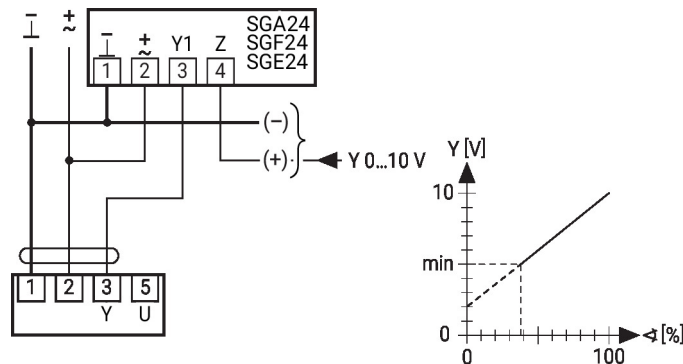 ⊥ +~
SGA24
SGF24
SGE24
⊥ +~ Y1 Z
1 2 3 4
(–)
(+) Y 0...10 V
1 2 3 5
Y U
Y [V]
10
min
0
0 100
∢ [%]